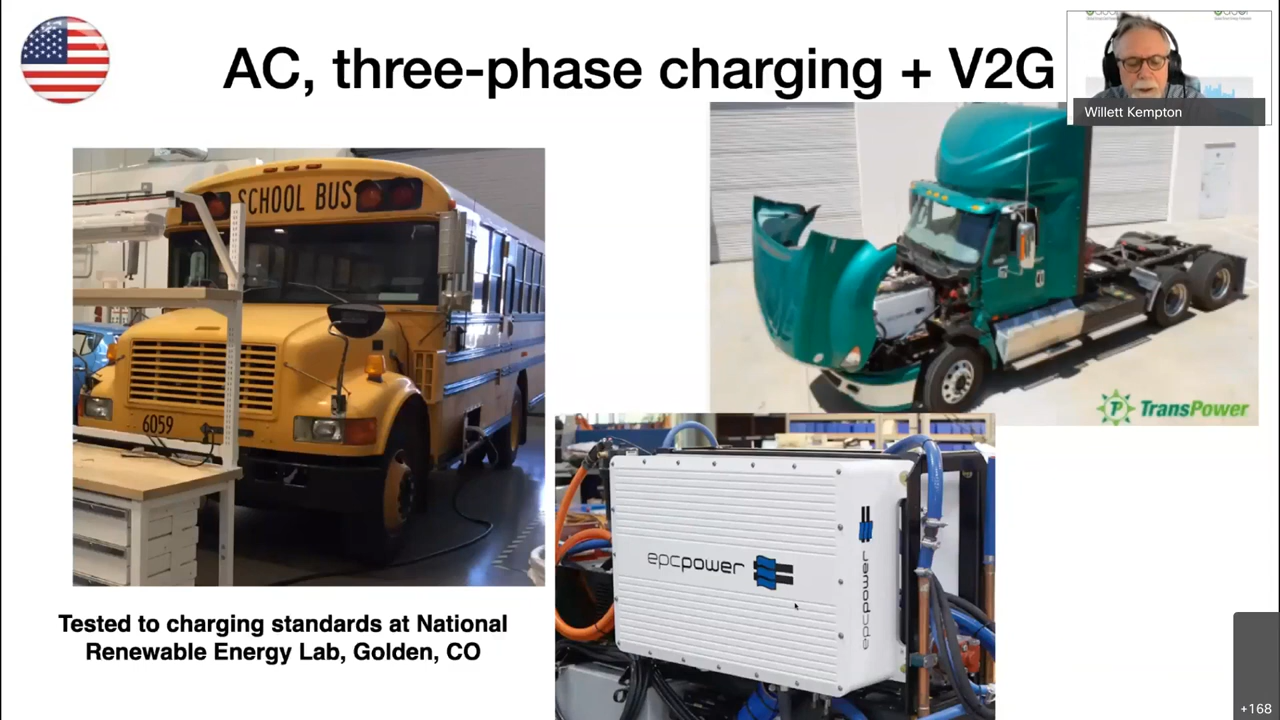 AC, three-phase charging + V2G
Willett Kempton
SCHOOL BUS
6059
TransPower
epcpower
epcpower
Tested to charging standards at National
Renewable Energy Lab, Golden, CO
+168